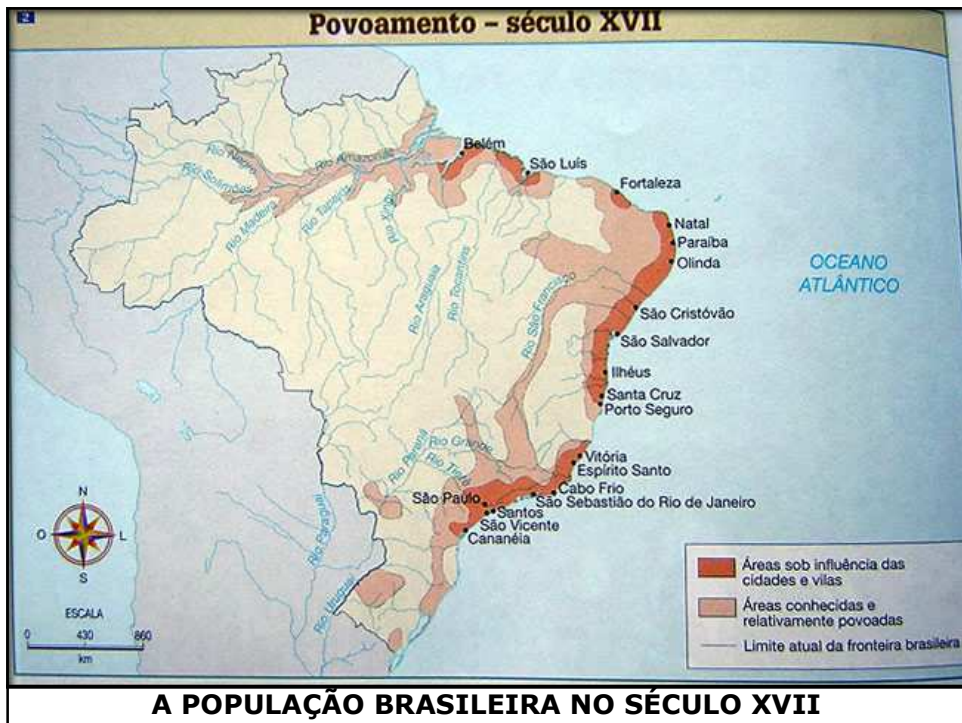 2
Povoamento – século XVII
Belém
São Luís
Fortaleza
Natal
Paraíba
Olinda
São Cristóvão
São Salvador
Ilhéus
Santa Cruz
Porto Seguro
Vitória
Espírito Santo
Cabo Frio
São Sebastião do Rio de Janeiro
São Paulo
Santos
São Vicente
Cananéia
Rio Negro
Rio Solimões
Rio Amazonas
Rio Madeira
Rio Tapajós
Rio Xingu
Rio Araguaia
Rio Tocantins
Rio São Francisco
Rio Grande
Rio Paraná
Rio Tietê
Rio Paraguai
Rio Uruguai
OCEANO
ATLÂNTICO
N
O
L
S
ESCALA
0 430 860
km
Áreas sob influência das
cidades e vilas
Áreas conhecidas e
relativamente povoadas
Limite atual da fronteira brasileira
A POPULAÇÃO BRASILEIRA NO SÉCULO XVII